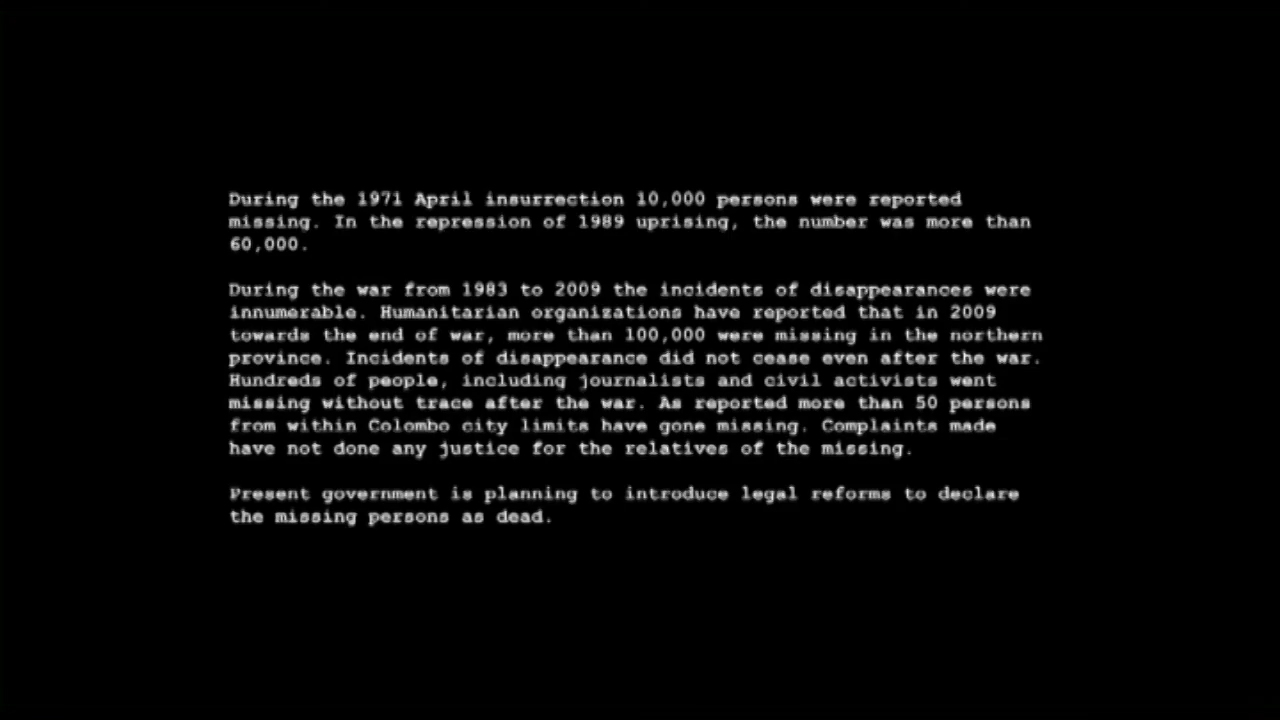 During the 1971 April insurrection 10,000 persons were reported
missing. In the repression of 1989 uprising, the number was more than
60,000.
During the war from 1983 to 2009 the incidents of disappearances were
innumerable. Humanitarian organizations have reported that in 2009
towards the end of war, more than 100,000 were missing in the northern
province. Incidents of disappearance did not cease even after the war.
Hundreds of people, including journalists and civil activists went
missing without trace after the war. As reported more than 50 persons
from within Colombo city limits have gone missing. Complaints made
have not done any justice for the relatives of the missing.
Present government is planning to introduce legal reforms to declare
the missing persons as dead.